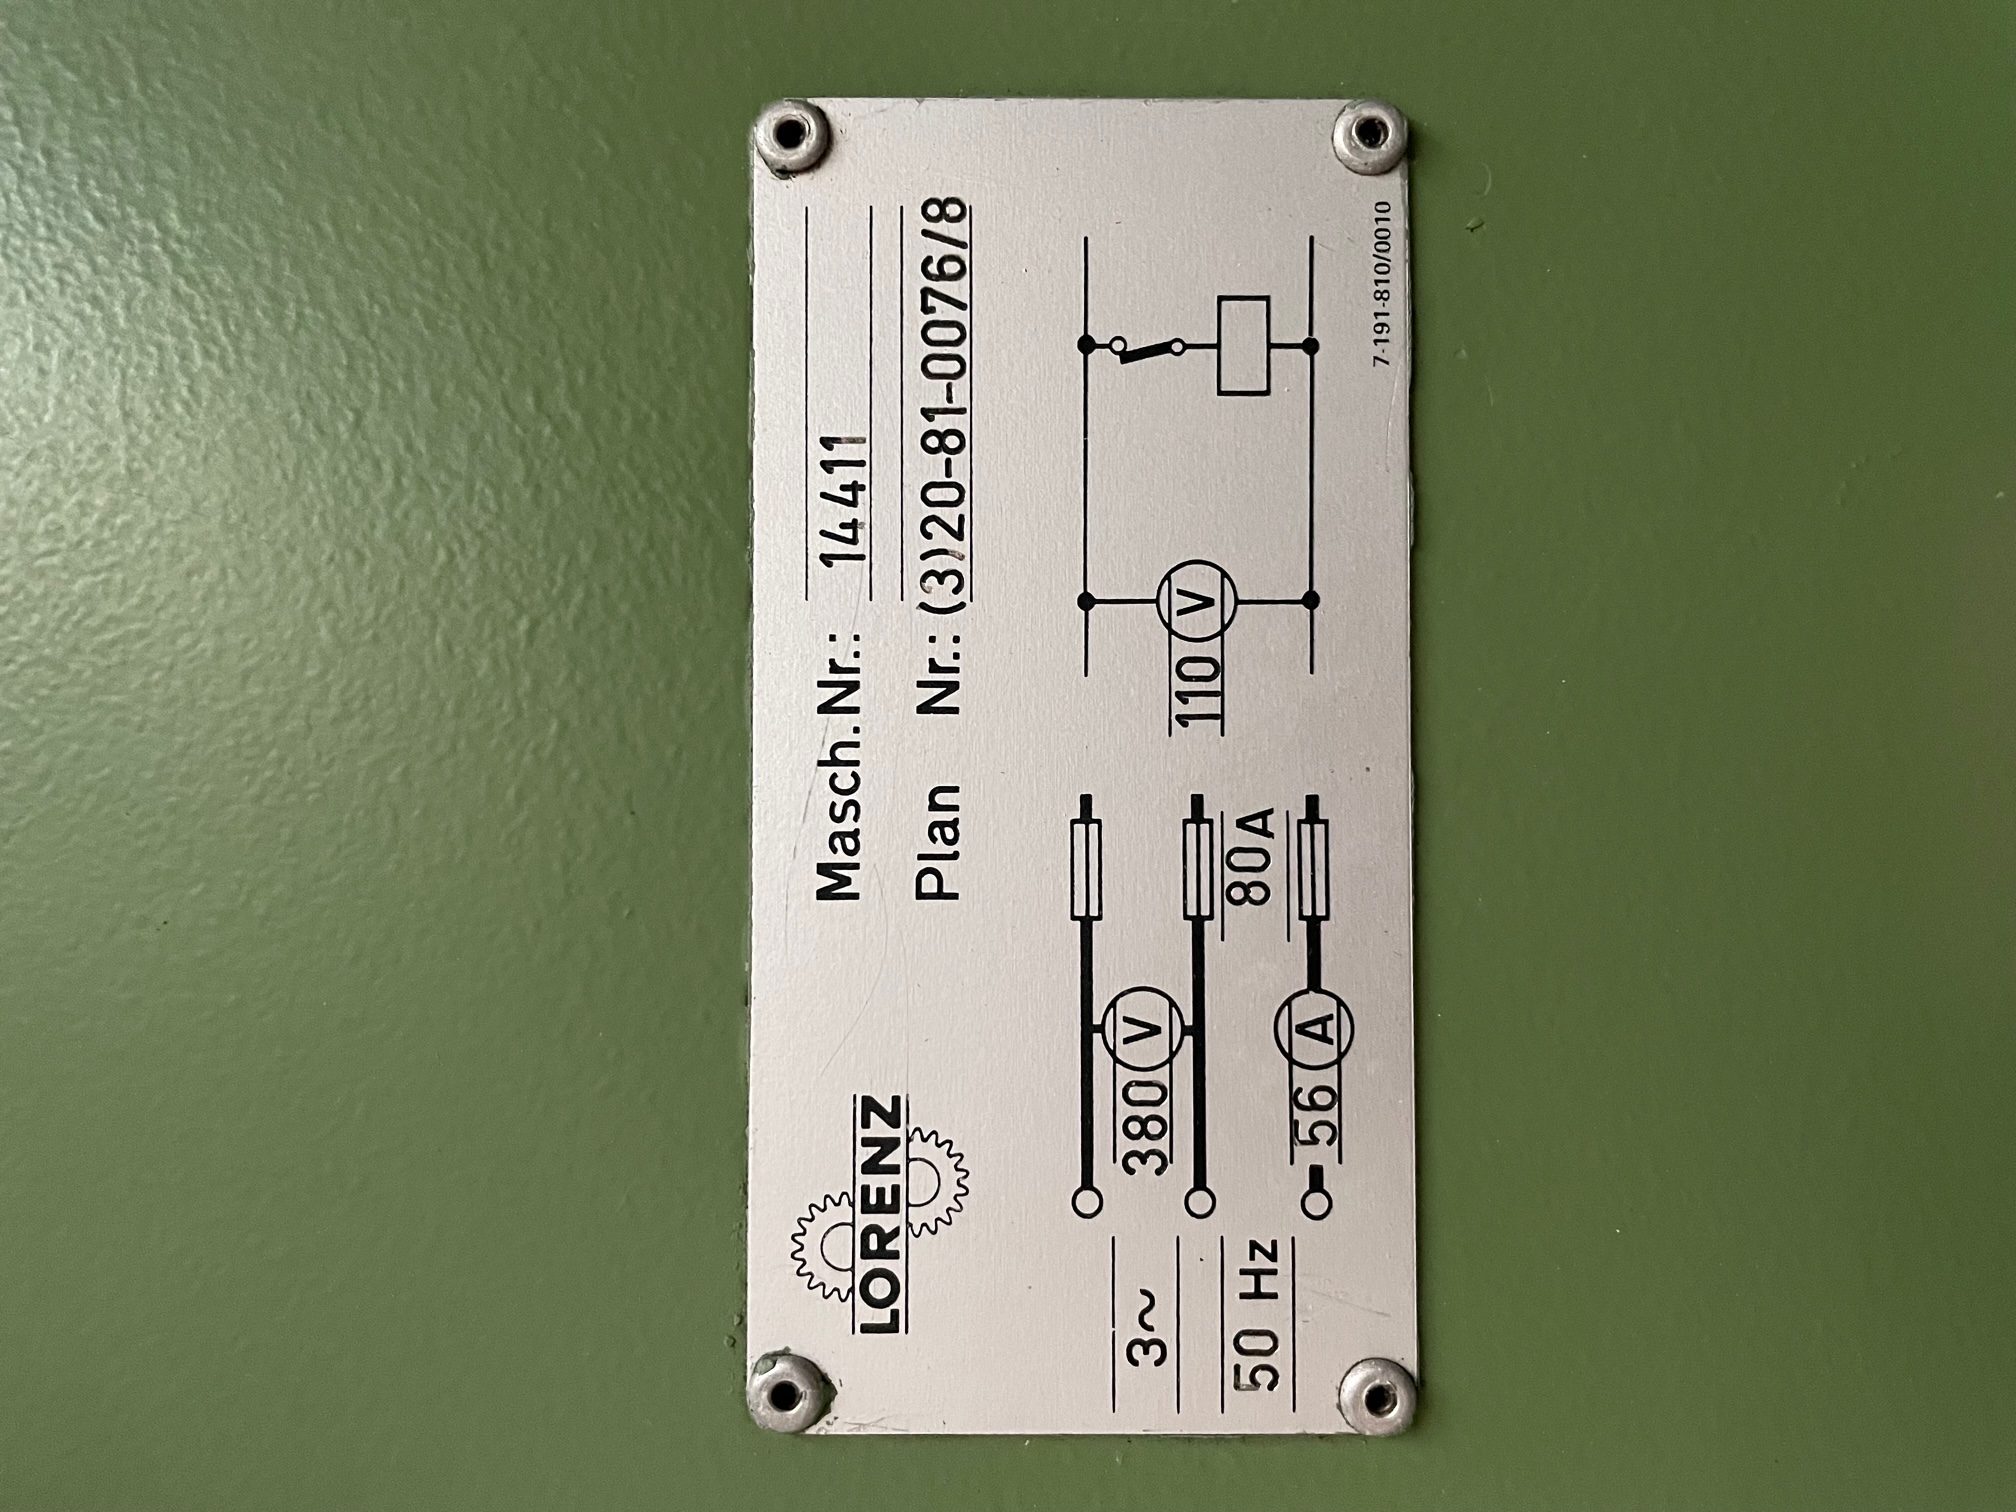 LORENZ
Masch.Nr.: 14411
Plan Nr.: (3)20-81-0076/8
3~
380 V
110 V
50 Hz
80A
56 A
7-191-810/0010